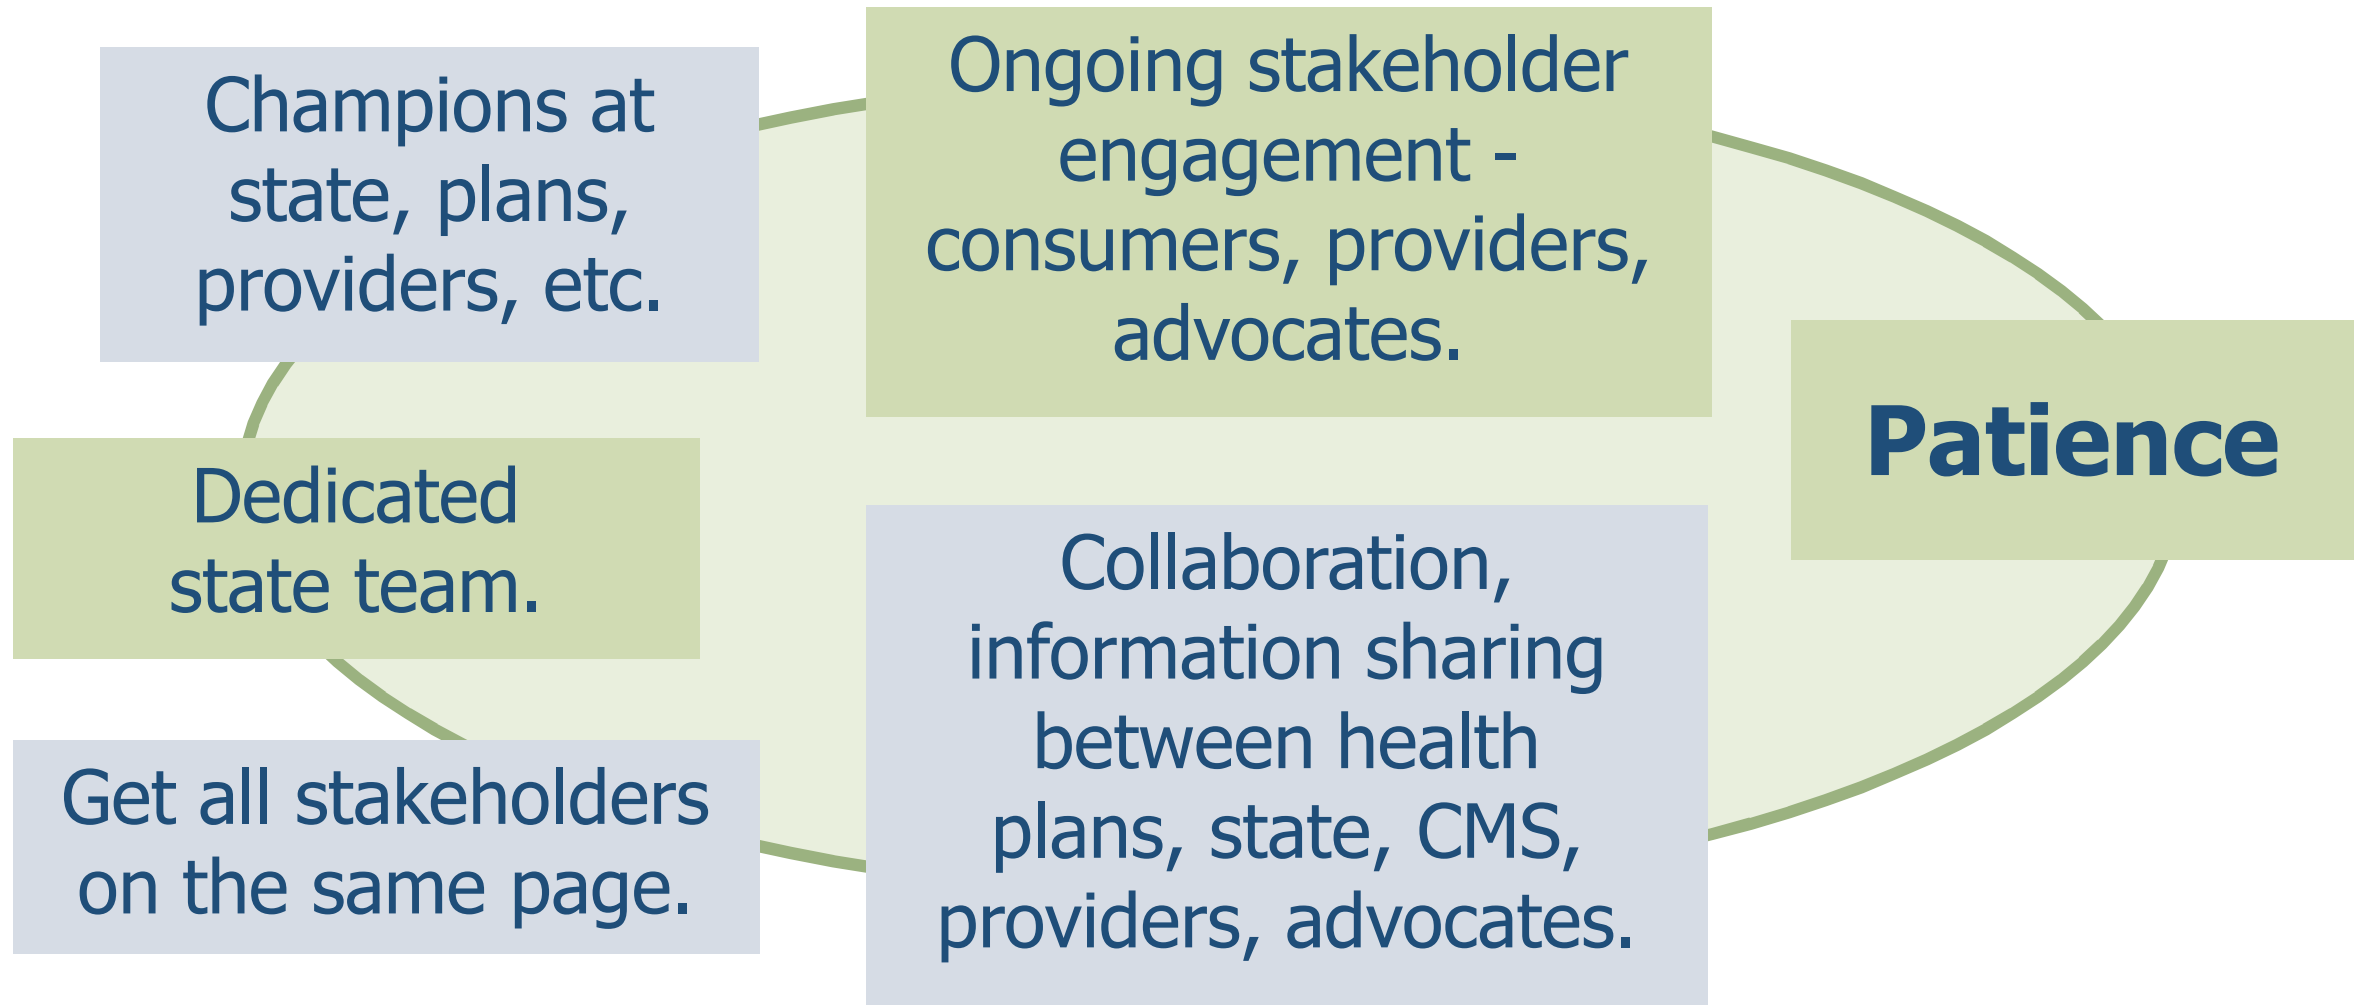 Champions at
state, plans,
providers, etc.
Ongoing stakeholder
engagement -
consumers, providers,
advocates.
Patience
Dedicated
state team.
Collaboration,
information sharing
between health
plans, state, CMS,
providers, advocates.
Get all stakeholders
on the same page.